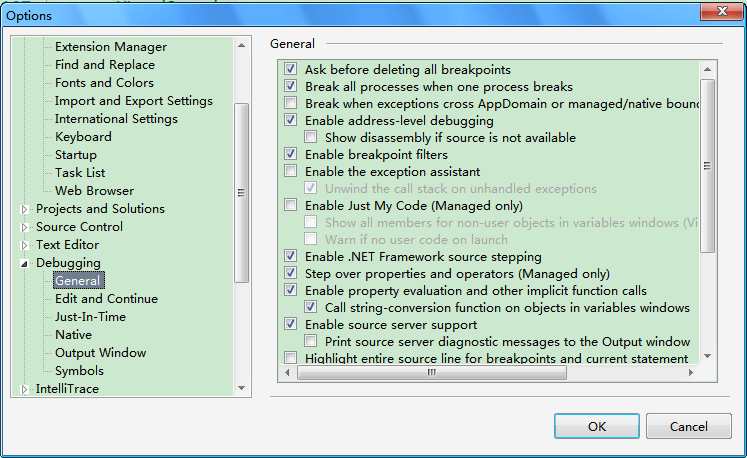 Options
Extension Manager
Find and Replace
Fonts and Colors
Import and Export Settings
International Settings
Keyboard
Startup
Task List
Web Browser
Projects and Solutions
Source Control
Text Editor
Debugging
General
Edit and Continue
Just-In-Time
Native
Output Window
Symbols
IntelliTrace
General
Ask before deleting all breakpoints
Break all processes when one process breaks
Break when exceptions cross AppDomain or managed/native boun
Enable address-level debugging
Show disassembly if source is not available
Enable breakpoint filters
Enable the exception assistant
Unwind the call stack on unhandled exceptions
Enable Just My Code (Managed only)
Show all members for non-user objects in variables windows (Vi
Warn if no user code on launch
Enable .NET Framework source stepping
Step over properties and operators (Managed only)
Enable property evaluation and other implicit function calls
Call string-conversion function on objects in variables windows
Enable source server support
Print source server diagnostic messages to the Output window
Highlight entire source line for breakpoints and current statement
OK
Cancel